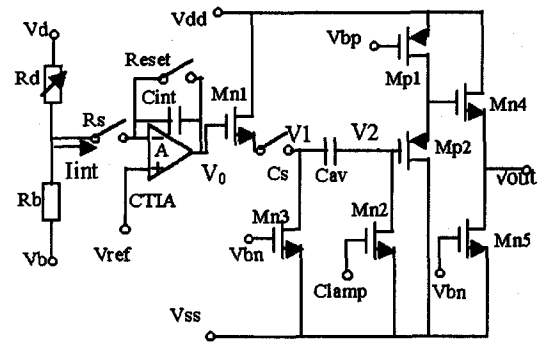 Vdd
Vd
Reset
Vbp
Rd
Cint
Mn1
Mp1
Rs
Mn4
A
V1
V2
Mp2
Iint
V0
Cs
Cav
vout
Rb
CTIA
Mn3
Mn2
Vbn
Mn5
Vref
Vb
Clamp
Vbn
Vss